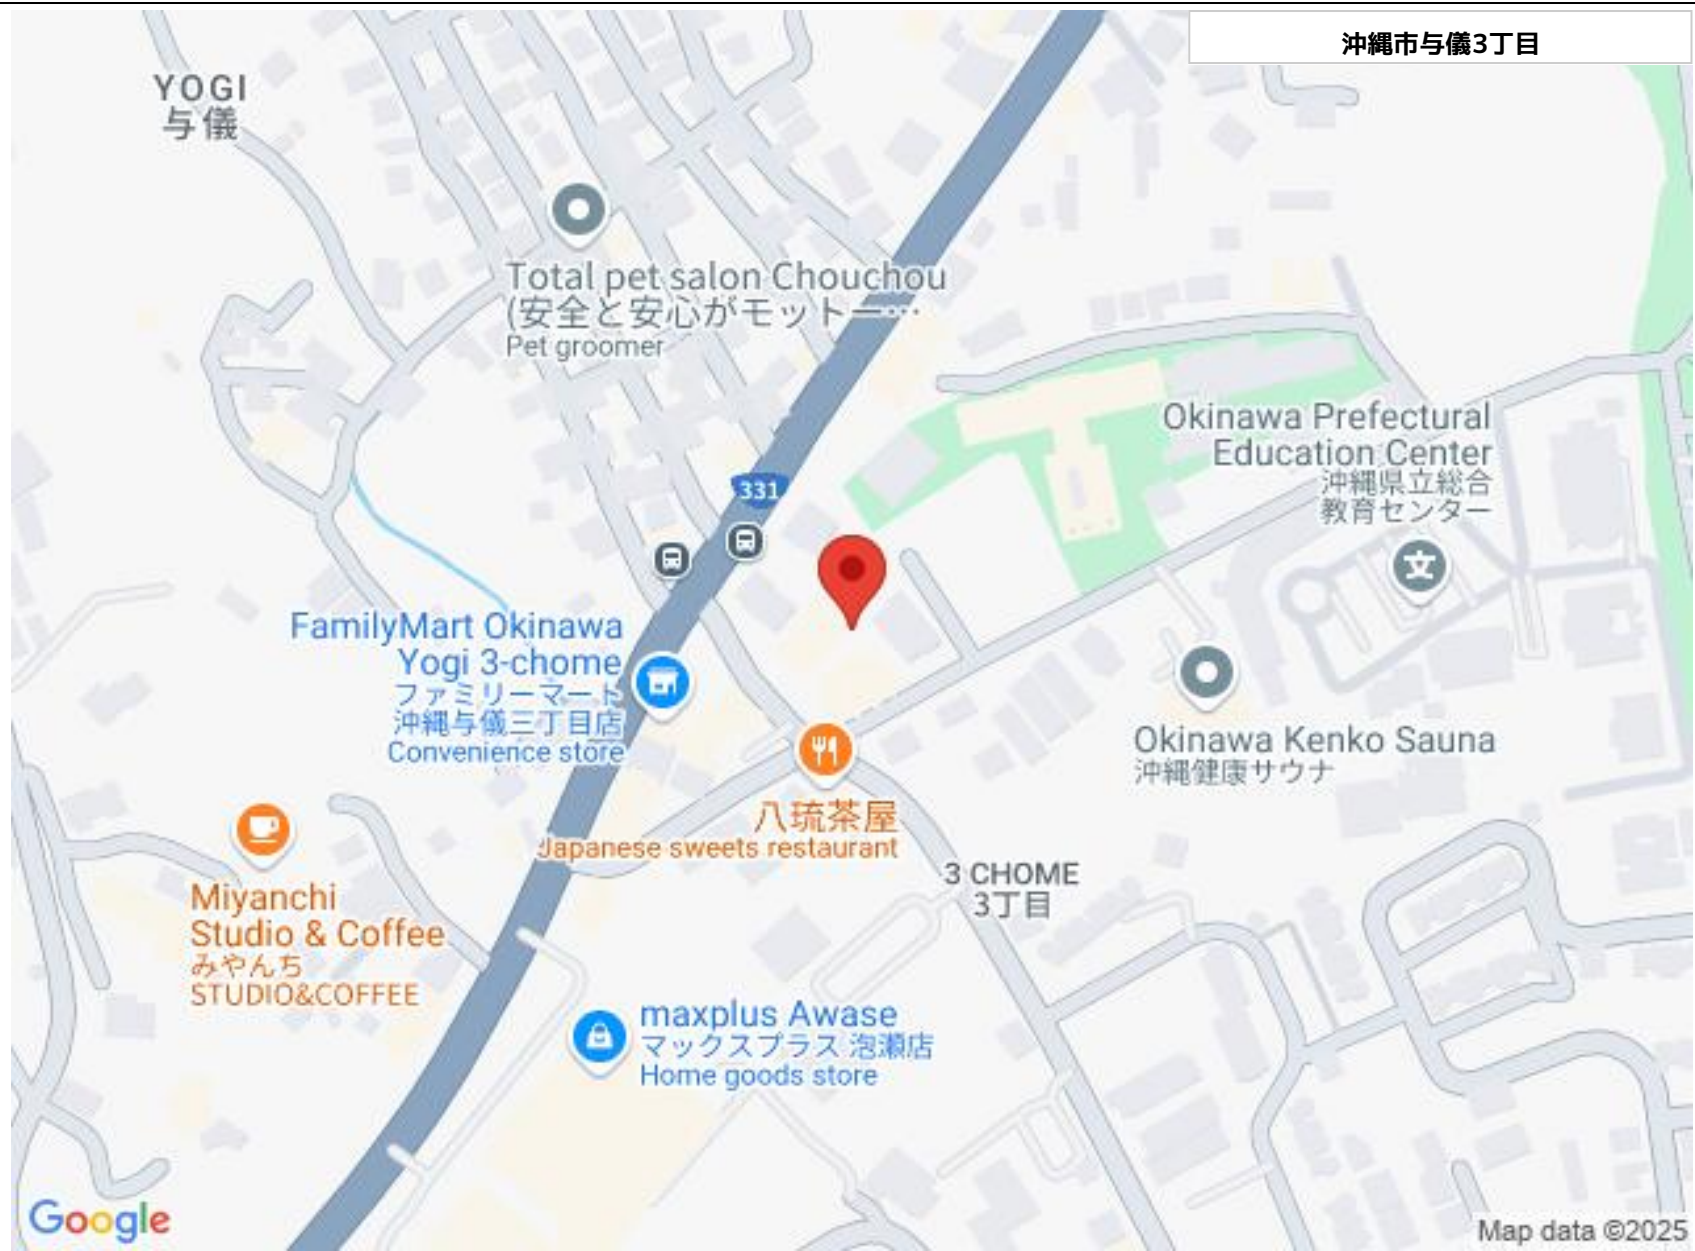 沖縄市与儀3丁目
YOGI
与儀
Total pet salon Chouchou
(安全と安心がモットー…
Pet groomer
Okinawa Prefectural
Education Center
沖縄県立総合
教育センター
文
331
FamilyMart Okinawa
Yogi 3-chome
ファミリーマート
沖縄与儀三丁目店
Convenience store
Okinawa Kenko Sauna
沖縄健康サウナ
八琉茶屋
Japanese sweets restaurant
3 CHOME
3丁目
Miyanchi
Studio & Coffee
みやんち
STUDIO&COFFEE
maxplus Awase
マックスプラス 泡瀬店
Home goods store
Google
Map data ©2025